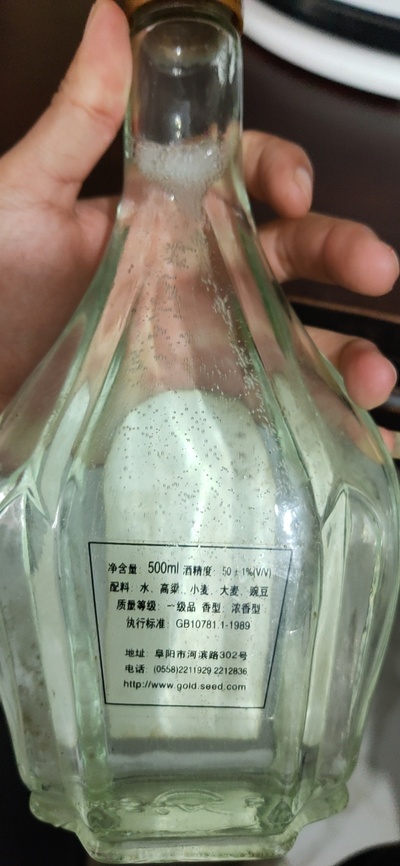 净含量: 500ml 酒精度: 50±1%(V/V)
配料: 水、高粱、小麦、大麦、豌豆
质量等级: 一级品 香型: 浓香型
执行标准: GB10781.1-1989
地址: 阜阳市河滨路302号
电话: (0558)2211929 2212836
http://www.gold.seed.com